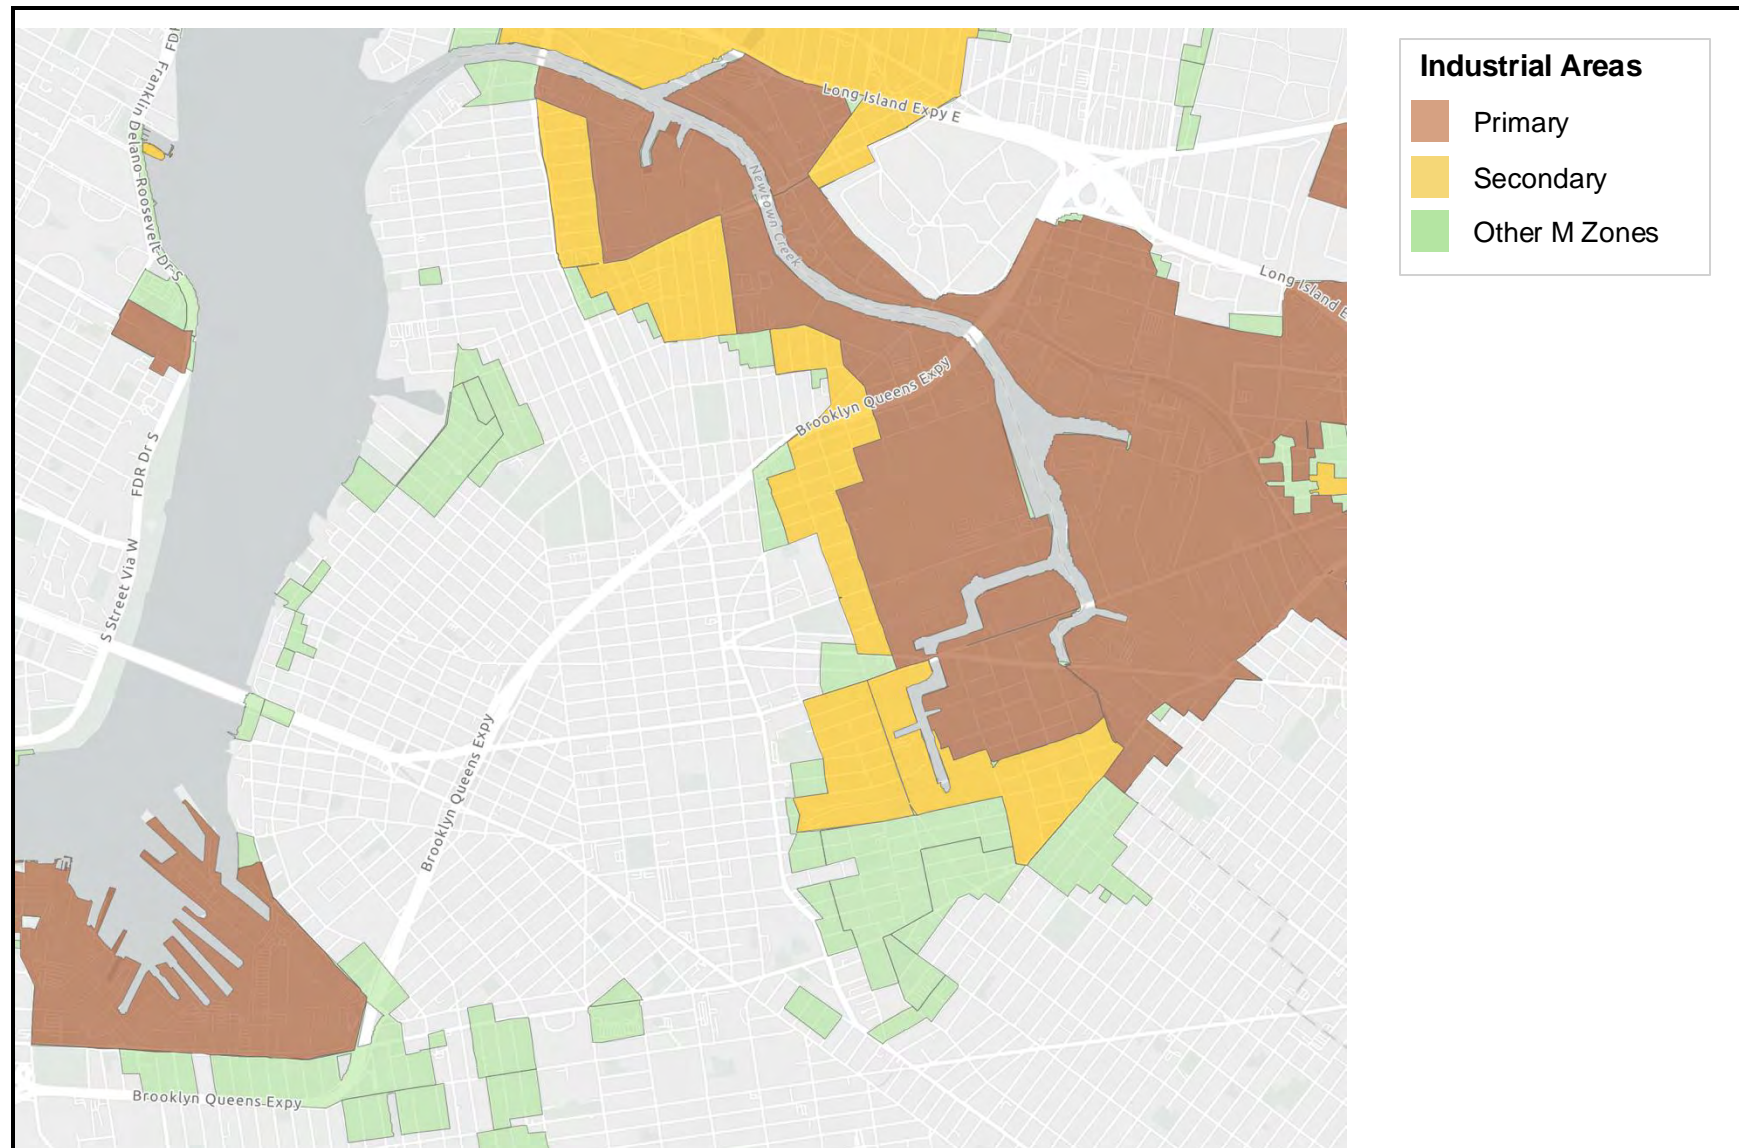 FDR
Franklin Delano Roosevelt Dr S
Long Island Expy E
Newtown Creek
Long Island E
Brooklyn Queens Expy
FDR Dr S
S Street Via W
Brooklyn Queens Expy
Brooklyn Queens Expy
Industrial Areas
Primary
Secondary
Other M Zones